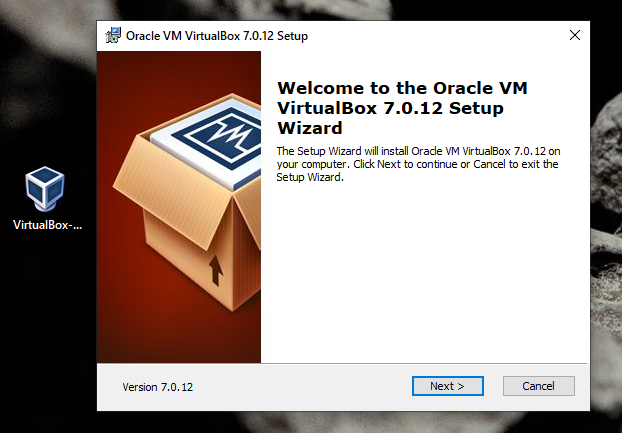 Oracle VM VirtualBox 7.0.12 Setup
Welcome to the Oracle VM
VirtualBox 7.0.12 Setup
Wizard
The Setup Wizard will install Oracle VM VirtualBox 7.0.12 on
your computer. Click Next to continue or Cancel to exit the
Setup Wizard.
VirtualBox-...
Version 7.0.12
Next >
Cancel